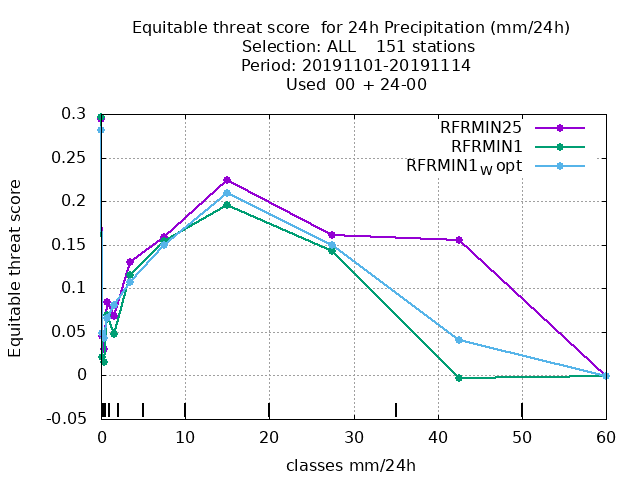 Equitable threat score  for 24h Precipitation (mm/24h)
Selection: ALL    151 stations
Period: 20191101-20191114
Used  00  + 24-00
RFRMIN25
RFRMIN1
RFRMIN1W opt
Equitable threat score
0.3
0.25
0.2
0.15
0.1
0.05
0
-0.05
0 10 20 30 40 50 60
classes mm/24h